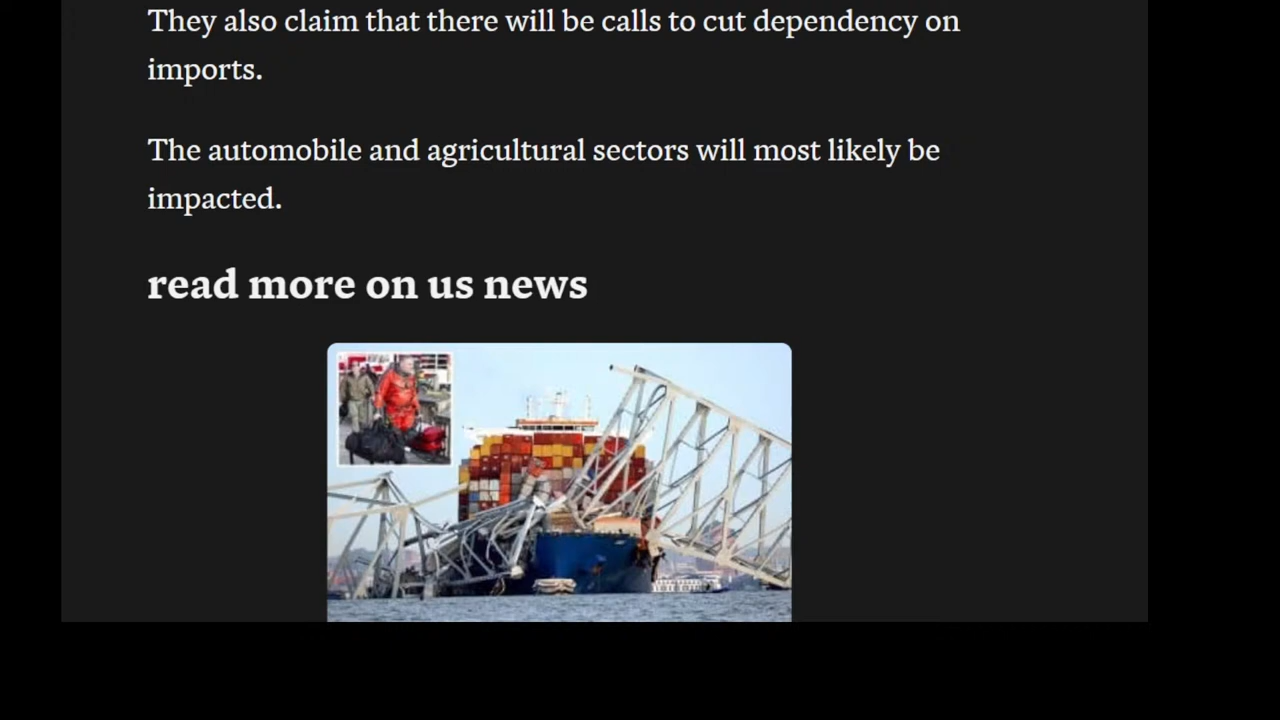 They also claim that there will be calls to cut dependency on
imports.
The automobile and agricultural sectors will most likely be
impacted.
read more on us news